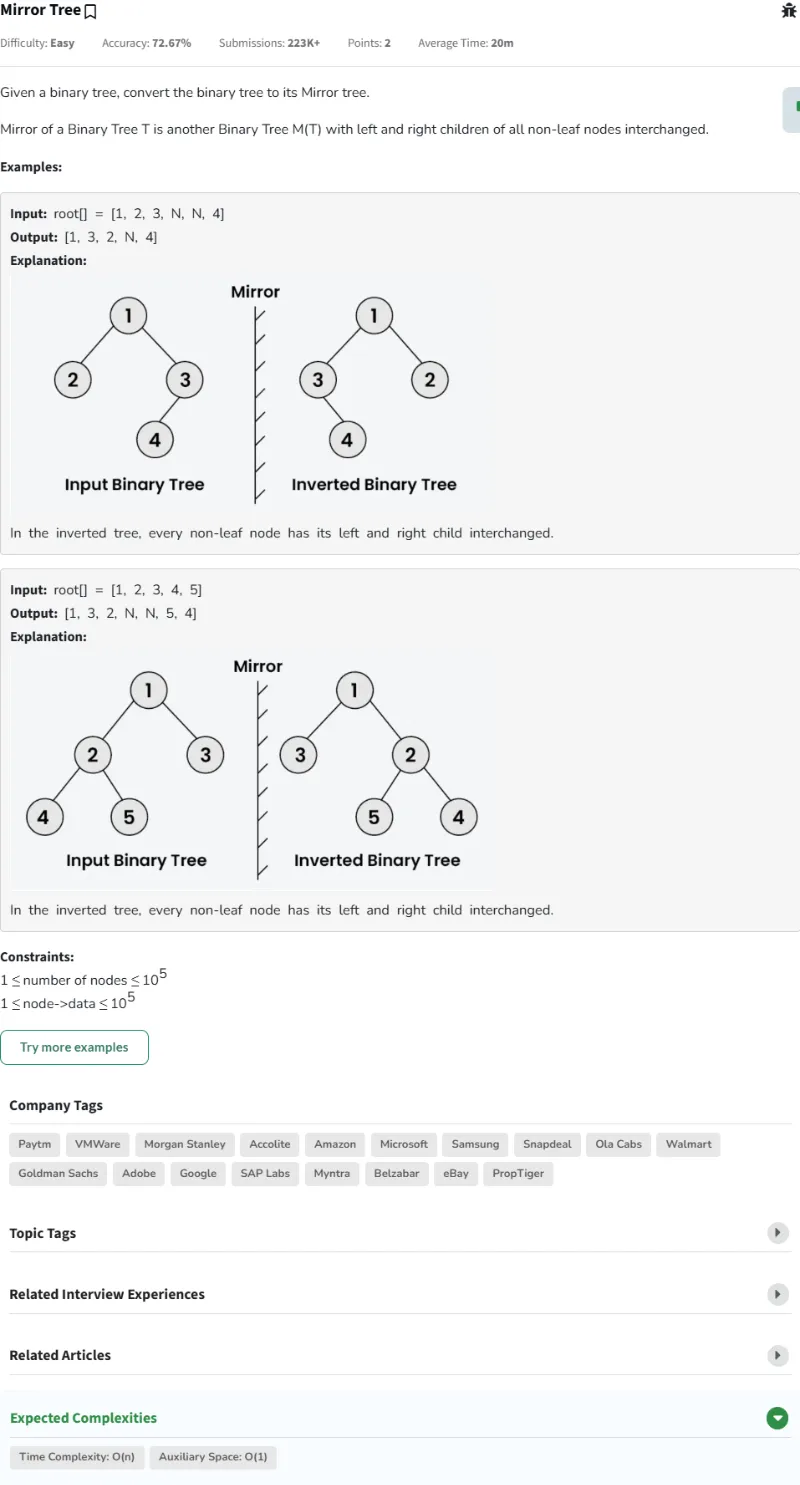 Mirror Tree
Difficulty: Easy Accuracy: 72.67% Submissions: 223K+ Points: 2 Average Time: 20m
Given a binary tree, convert the binary tree to its Mirror tree.
Mirror of a Binary Tree T is another Binary Tree M(T) with left and right children of all non-leaf nodes interchanged.
Examples:
Input: root[] = [1, 2, 3, N, N, 4]
Output: [1, 3, 2, N, 4]
Explanation:
Mirror
1 1
2 3 3 2
4 4
Input Binary Tree Inverted Binary Tree
In the inverted tree, every non-leaf node has its left and right child interchanged.
Input: root[] = [1, 2, 3, 4, 5]
Output: [1, 3, 2, N, N, 5, 4]
Explanation:
Mirror
1 1
2 3 3 2
4 5 5 4
Input Binary Tree Inverted Binary Tree
In the inverted tree, every non-leaf node has its left and right child interchanged.
Constraints:
1 ≤ number of nodes ≤ 10^5
1 ≤ node->data ≤ 10^5
Try more examples
Company Tags
Paytm VMWare Morgan Stanley Accolite Amazon Microsoft Samsung Snapdeal Ola Cabs Walmart
Goldman Sachs Adobe Google SAP Labs Myntra Belzabar eBay PropTiger
Topic Tags
Related Interview Experiences
Related Articles
Expected Complexities
Time Complexity: O(n) Auxiliary Space: O(1)